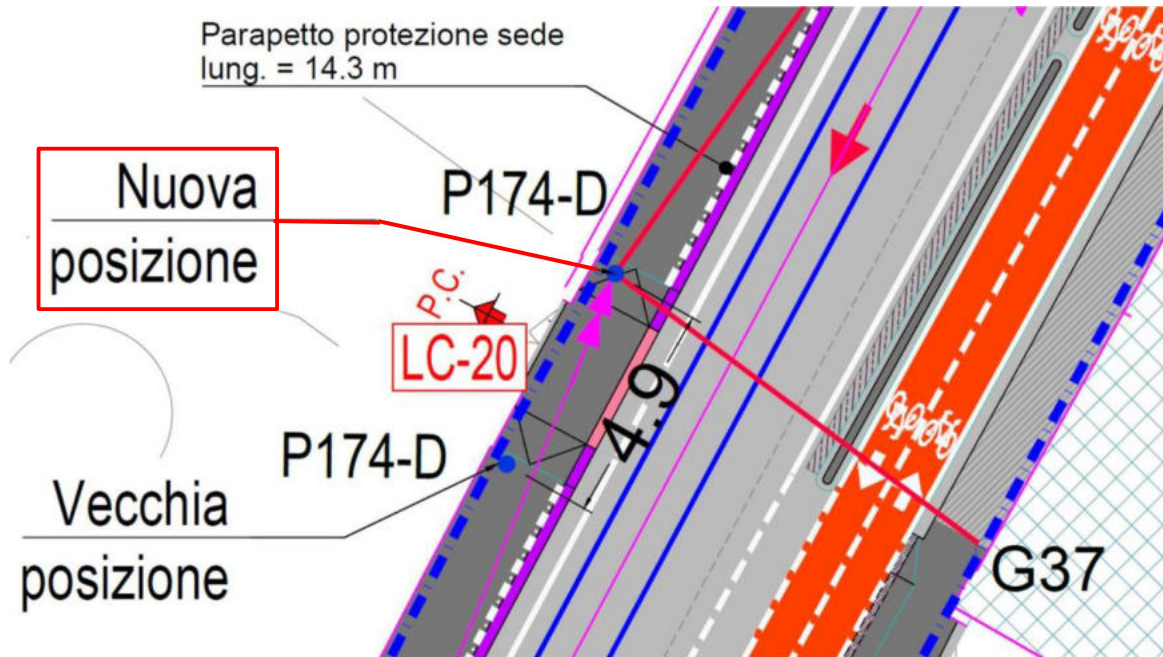 Parapetto protezione sede
lung. = 14.3 m
Nuova
posizione
P174-D
P.C.
LC-20
4.9
P174-D
Vecchia
posizione
G37